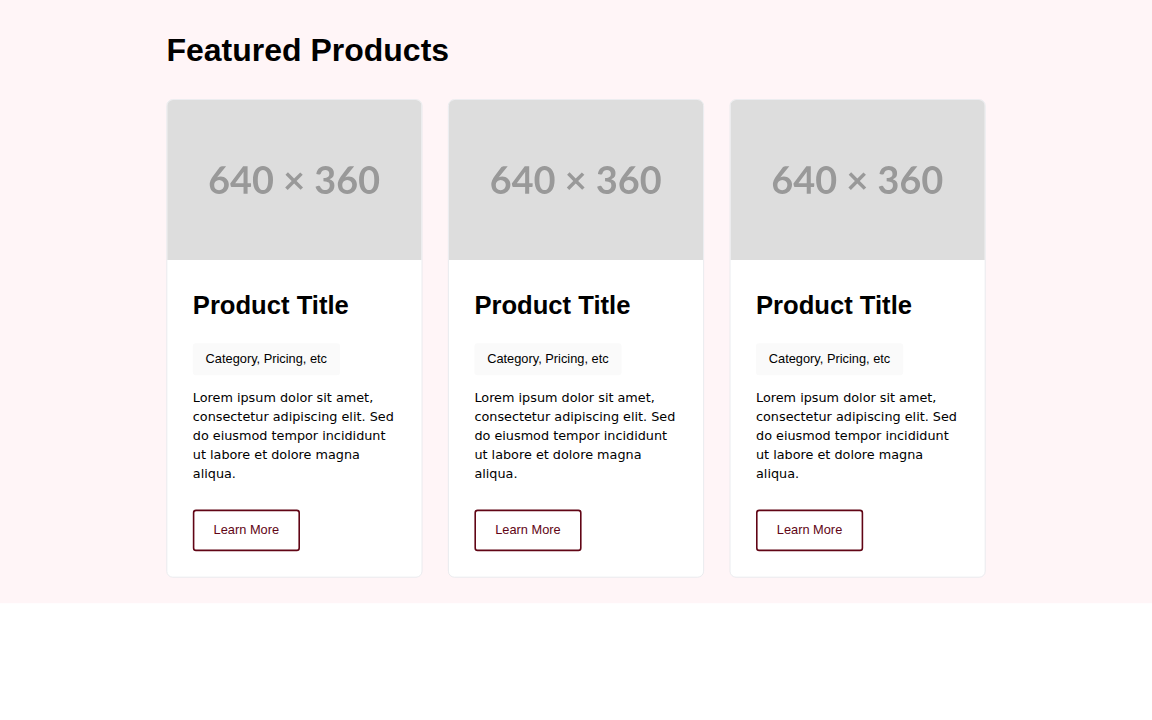 Featured Products
640 × 360
Product Title
Category, Pricing, etc
Lorem ipsum dolor sit amet,
consectetur adipiscing elit. Sed
do eiusmod tempor incididunt
ut labore et dolore magna
aliqua.
Learn More
640 × 360
Product Title
Category, Pricing, etc
Lorem ipsum dolor sit amet,
consectetur adipiscing elit. Sed
do eiusmod tempor incididunt
ut labore et dolore magna
aliqua.
Learn More
640 × 360
Product Title
Category, Pricing, etc
Lorem ipsum dolor sit amet,
consectetur adipiscing elit. Sed
do eiusmod tempor incididunt
ut labore et dolore magna
aliqua.
Learn More